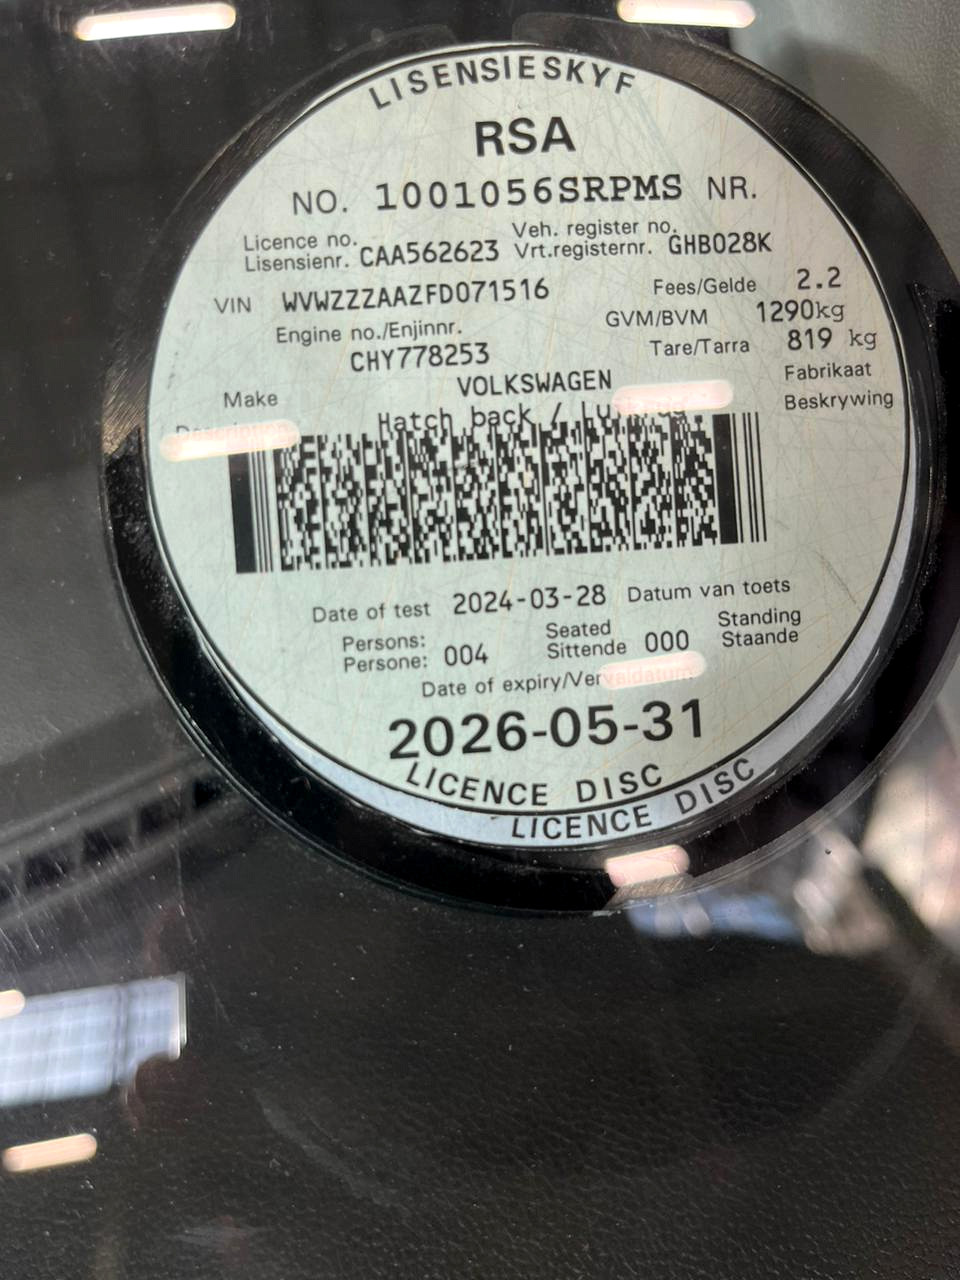 LISENSIESKYF
RSA
NO. 1001056SRPMS NR.
Licence no. Veh. register no.
Lisensienr. CAA562623 Vrt.registernr. GHB028K
VIN WVWZZZAAZFD071516 Fees/Gelde 2.2
Engine no./Enjinnr. GVM/BVM 1290kg
CHY778253 Tare/Tarra 819 kg
Make VOLKSWAGEN Fabrikaat
Description Hatch back / Luikrug Beskrywing
Date of test 2024-03-28 Datum van toets
Persons: Seated Standing
Persone: 004 Sittende 000 Staande
Date of expiry/Vervaldatum
2026-05-31
LICENCE DISC
LICENCE DISC